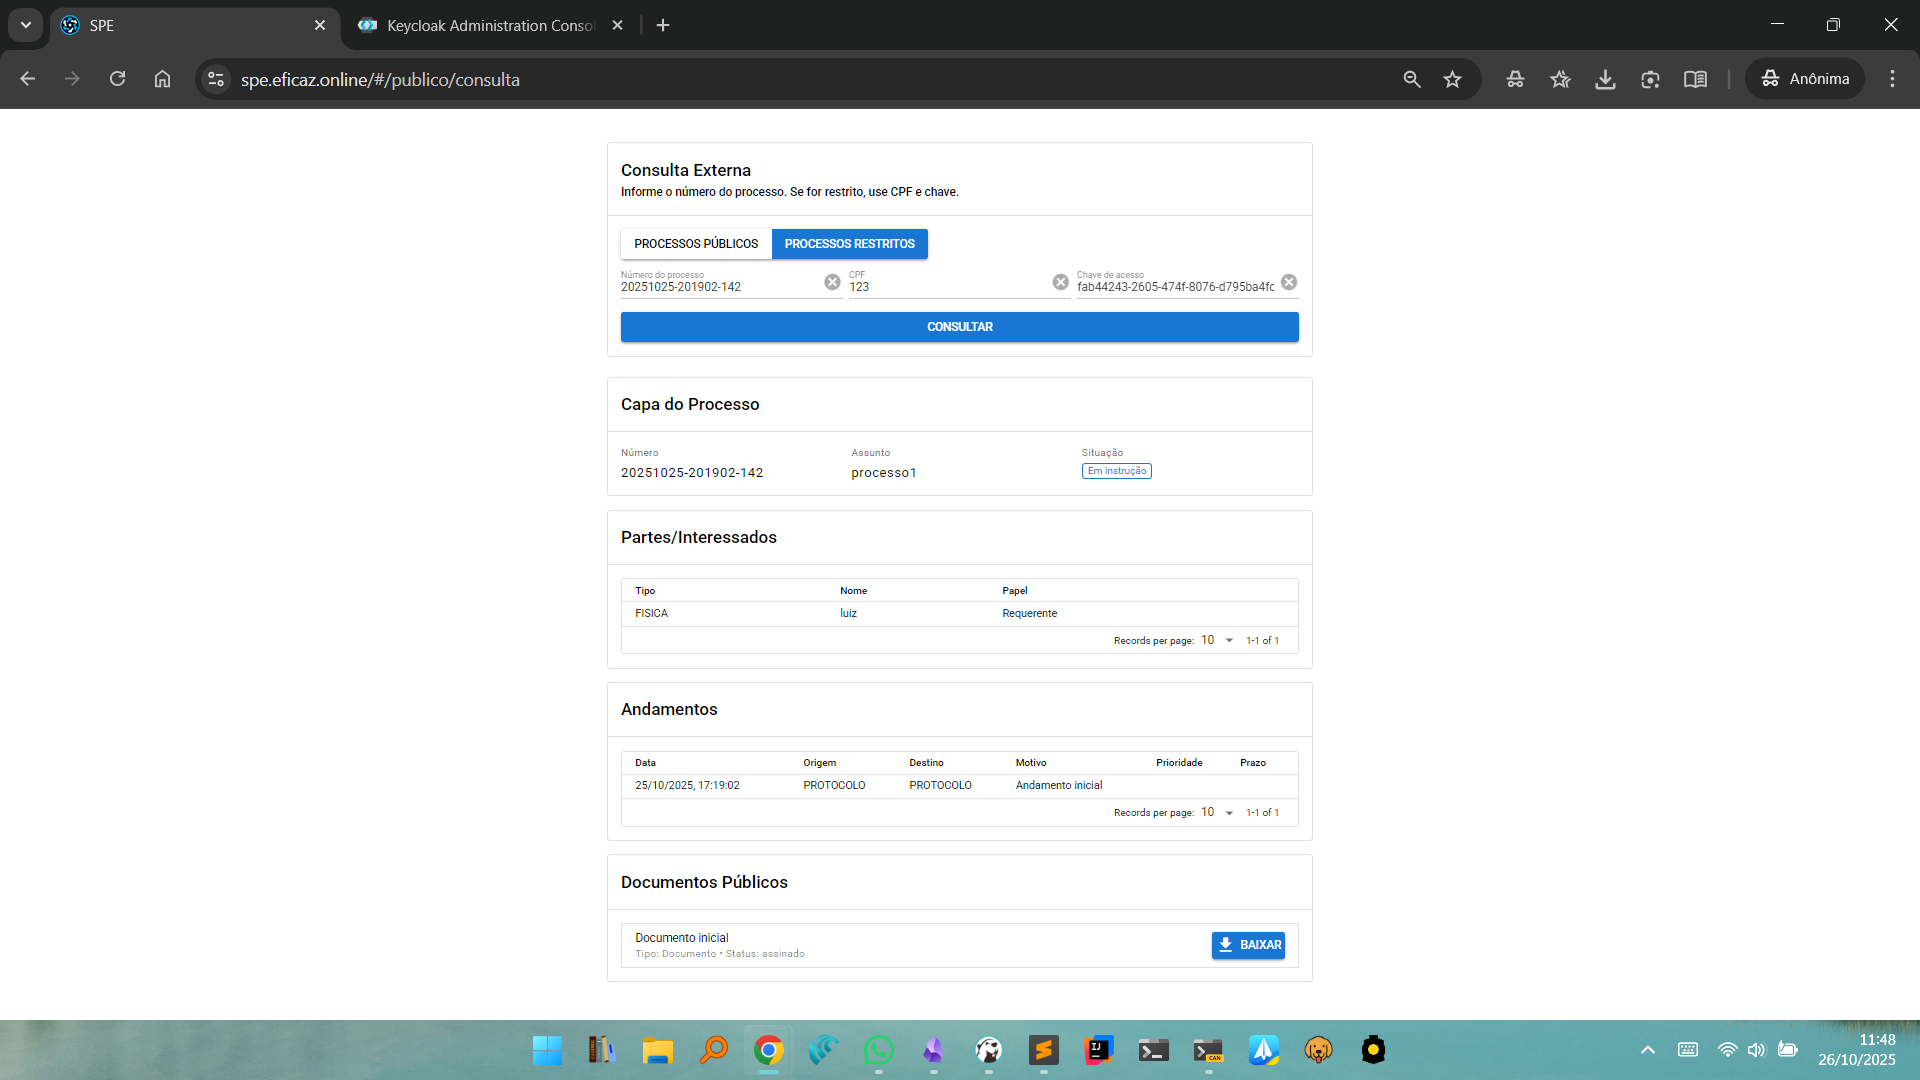 SPE
Keycloak Administration Conso
spe.eficaz.online/#/publico/consulta
Anônima
Consulta Externa
Informe o número do processo. Se for restrito, use CPF e chave.
PROCESSOS PÚBLICOS PROCESSOS RESTRITOS
Número do processo CPF Chave de acesso
20251025-201902-142 123 fab44243-2605-474f-8076-d795ba4fc
CONSULTAR
Capa do Processo
Número Assunto Situação
20251025-201902-142 processo1 Em instrução
Partes/Interessados
Tipo Nome Papel
FISICA luiz Requerente
Records per page: 10 1-1 of 1
Andamentos
Data Origem Destino Motivo Prioridade Prazo
25/10/2025, 17:19:02 PROTOCOLO PROTOCOLO Andamento inicial
Records per page: 10 1-1 of 1
Documentos Públicos
Documento inicial
Tipo: Documento • Status: assinado
BAIXAR
IJ
CAN
11:48
26/10/2025